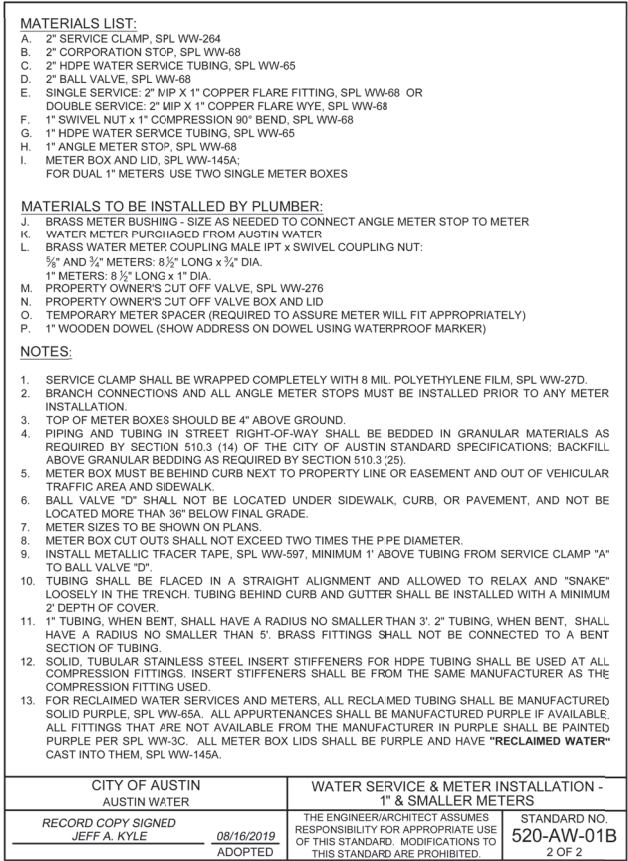 MATERIALS LIST:
A. 2" SERVICE CLAMP, SPL WW-264
B. 2" CORPORATION STOP, SPL WW-68
C. 2" HDPE WATER SERVICE TUBING, SPL WW-65
D. 2" BALL VALVE, SPL WW-68
E. SINGLE SERVICE: 2" MIP X 1" COPPER FLARE FITTING, SPL WW-68 OR
DOUBLE SERVICE: 2" MIP X 1" COPPER FLARE WYE, SPL WW-68
F. 1" SWIVEL NUT x 1" COMPRESSION 90° BEND, SPL WW-68
G. 1" HDPE WATER SERVICE TUBING, SPL WW-65
H. 1" ANGLE METER STOP, SPL WW-68
I. METER BOX AND LID, SPL WW-145A;
FOR DUAL 1" METERS USE TWO SINGLE METER BOXES
MATERIALS TO BE INSTALLED BY PLUMBER:
J. BRASS METER BUSHING - SIZE AS NEEDED TO CONNECT ANGLE METER STOP TO METER
K. WATER METER PURCHASED FROM AUSTIN WATER
L. BRASS WATER METER COUPLING MALE IPT x SWIVEL COUPLING NUT:
⅝" AND ¾" METERS: 8½" LONG x ¾" DIA.
1" METERS: 8 ½" LONG x 1" DIA.
M. PROPERTY OWNER'S CUT OFF VALVE, SPL WW-276
N. PROPERTY OWNER'S CUT OFF VALVE BOX AND LID
O. TEMPORARY METER SPACER (REQUIRED TO ASSURE METER WILL FIT APPROPRIATELY)
P. 1" WOODEN DOWEL (SHOW ADDRESS ON DOWEL USING WATERPROOF MARKER)
NOTES:
1. SERVICE CLAMP SHALL BE WRAPPED COMPLETELY WITH 8 MIL. POLYETHYLENE FILM, SPL WW-27D.
2. BRANCH CONNECTIONS AND ALL ANGLE METER STOPS MUST BE INSTALLED PRIOR TO ANY METER
INSTALLATION.
3. TOP OF METER BOXES SHOULD BE 4" ABOVE GROUND.
4. PIPING AND TUBING IN STREET RIGHT-OF-WAY SHALL BE BEDDED IN GRANULAR MATERIALS AS
REQUIRED BY SECTION 510.3 (14) OF THE CITY OF AUSTIN STANDARD SPECIFICATIONS; BACKFILL
ABOVE GRANULAR BEDDING AS REQUIRED BY SECTION 510.3 (25).
5. METER BOX MUST BE BEHIND CURB NEXT TO PROPERTY LINE OR EASEMENT AND OUT OF VEHICULAR
TRAFFIC AREA AND SIDEWALK.
6. BALL VALVE "D" SHALL NOT BE LOCATED UNDER SIDEWALK, CURB, OR PAVEMENT, AND NOT BE
LOCATED MORE THAN 36" BELOW FINAL GRADE.
7. METER SIZES TO BE SHOWN ON PLANS.
8. METER BOX CUT OUTS SHALL NOT EXCEED TWO TIMES THE PIPE DIAMETER.
9. INSTALL METALLIC TRACER TAPE, SPL WW-597, MINIMUM 1' ABOVE TUBING FROM SERVICE CLAMP "A"
TO BALL VALVE "D".
10. TUBING SHALL BE PLACED IN A STRAIGHT ALIGNMENT AND ALLOWED TO RELAX AND "SNAKE"
LOOSELY IN THE TRENCH. TUBING BEHIND CURB AND GUTTER SHALL BE INSTALLED WITH A MINIMUM
2' DEPTH OF COVER.
11. 1" TUBING, WHEN BENT, SHALL HAVE A RADIUS NO SMALLER THAN 3'. 2" TUBING, WHEN BENT, SHALL
HAVE A RADIUS NO SMALLER THAN 5'. BRASS FITTINGS SHALL NOT BE CONNECTED TO A BENT
SECTION OF TUBING.
12. SOLID, TUBULAR STAINLESS STEEL INSERT STIFFENERS FOR HDPE TUBING SHALL BE USED AT ALL
COMPRESSION FITTINGS. INSERT STIFFENERS SHALL BE FROM THE SAME MANUFACTURER AS THE
COMPRESSION FITTING USED.
13. FOR RECLAIMED WATER SERVICES AND METERS, ALL RECLAIMED TUBING SHALL BE MANUFACTURED
SOLID PURPLE, SPL WW-65A. ALL APPURTENANCES SHALL BE MANUFACTURED PURPLE IF AVAILABLE.
ALL FITTINGS THAT ARE NOT AVAILABLE FROM THE MANUFACTURER IN PURPLE SHALL BE PAINTED
PURPLE PER SPL WW-3C. ALL METER BOX LIDS SHALL BE PURPLE AND HAVE "RECLAIMED WATER"
CAST INTO THEM, SPL WW-145A.
CITY OF AUSTIN
AUSTIN WATER
WATER SERVICE & METER INSTALLATION -
1" & SMALLER METERS
RECORD COPY SIGNED
JEFF A. KYLE
08/16/2019
ADOPTED
THE ENGINEER/ARCHITECT ASSUMES
RESPONSIBILITY FOR APPROPRIATE USE
OF THIS STANDARD. MODIFICATIONS TO
THIS STANDARD ARE PROHIBITED.
STANDARD NO.
520-AW-01B
2 OF 2